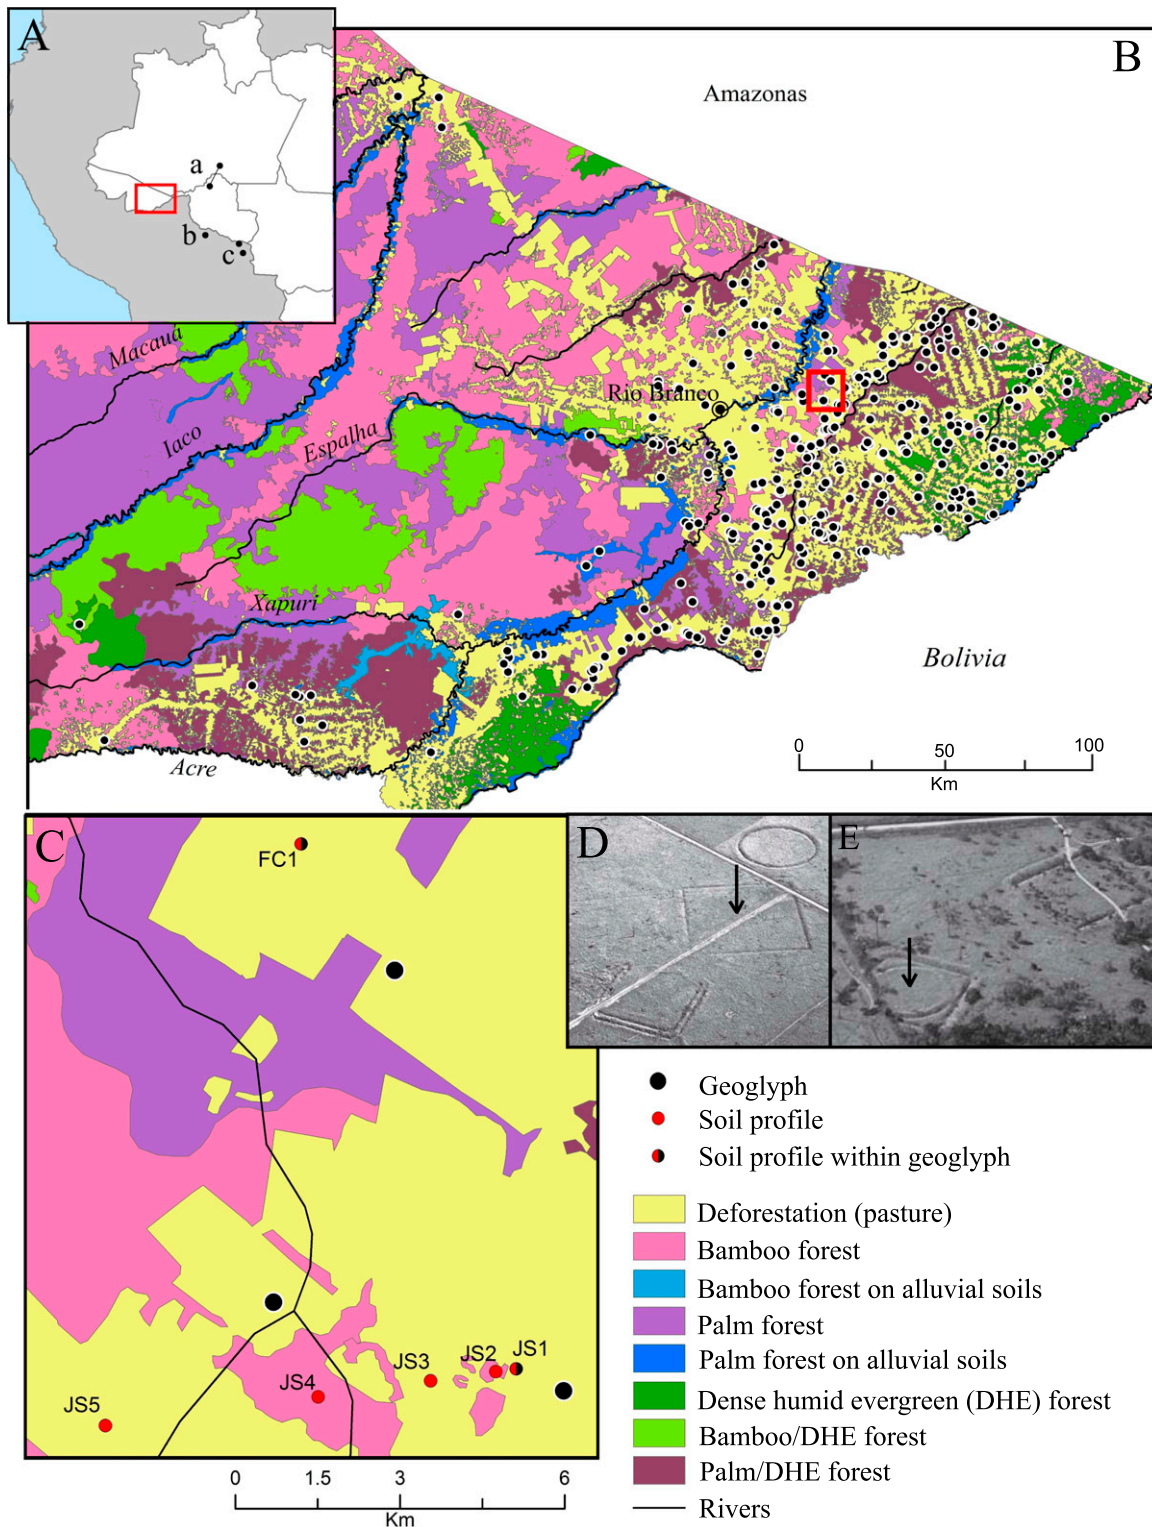 A
B
a
b
c
Amazonas
Macauã
Iaco
Espalha
Rio Branco
Xapuri
Acre
Bolivia
0 50 100
Km
C
D
E
FC1
JS1
JS2
JS3
JS4
JS5
0 1.5 3 6
Km
Geoglyph
Soil profile
Soil profile within geoglyph
Deforestation (pasture)
Bamboo forest
Bamboo forest on alluvial soils
Palm forest
Palm forest on alluvial soils
Dense humid evergreen (DHE) forest
Bamboo/DHE forest
Palm/DHE forest
Rivers